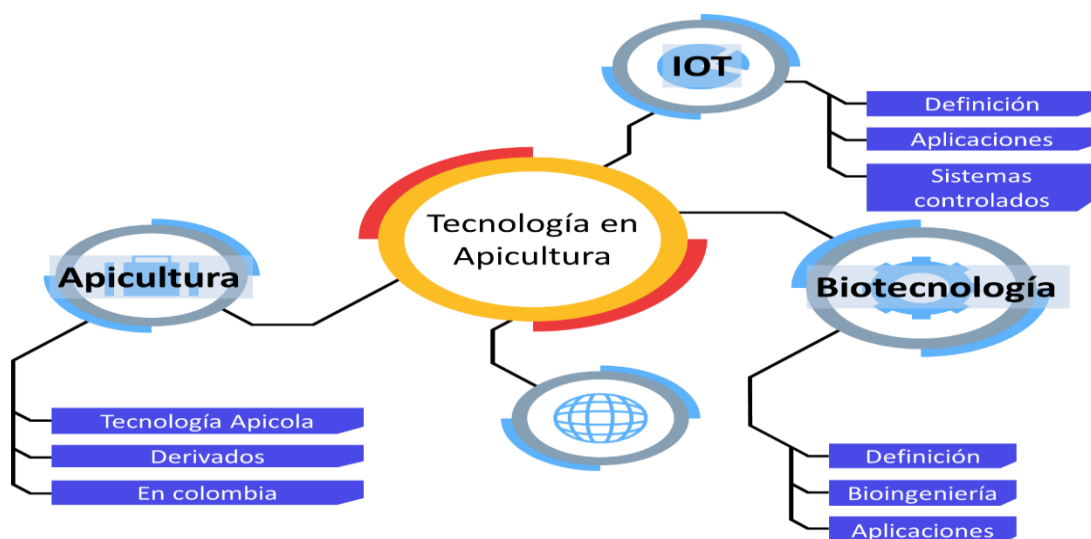 IOT
Definición
Aplicaciones
Sistemas
controlados
Tecnología en
Apicultura
Apicultura
Tecnología Apicola
Derivados
En colombia
Biotecnología
Definición
Bioingeniería
Aplicaciones